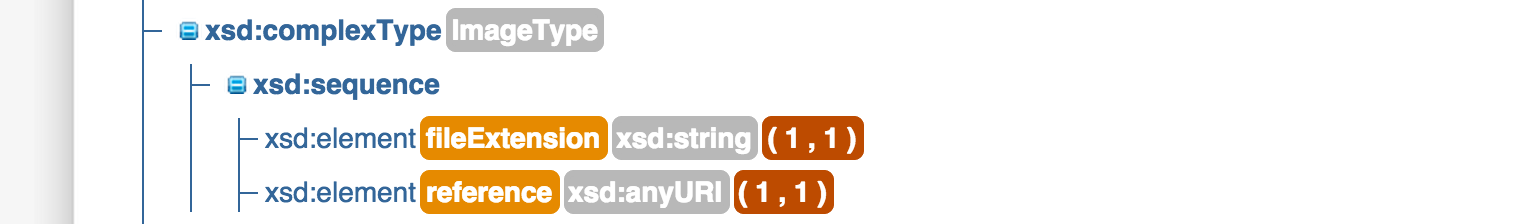 xsd:complexType ImageType
xsd:sequence
xsd:element fileExtension xsd:string ( 1 , 1 )
xsd:element reference xsd:anyURI ( 1 , 1 )